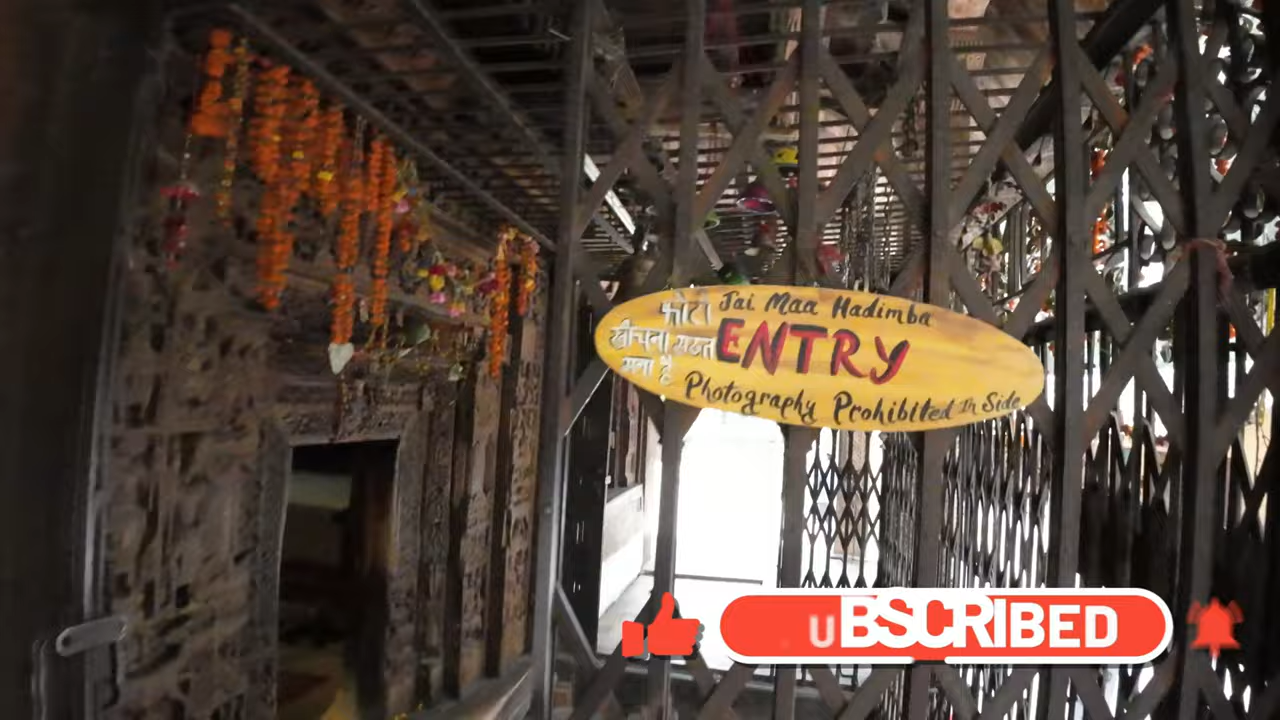 फोटो
खींचना सख्त
मना है
Jai Maa Hadimba
ENTRY
Photography Prohibited In Side
UBSCRIBED